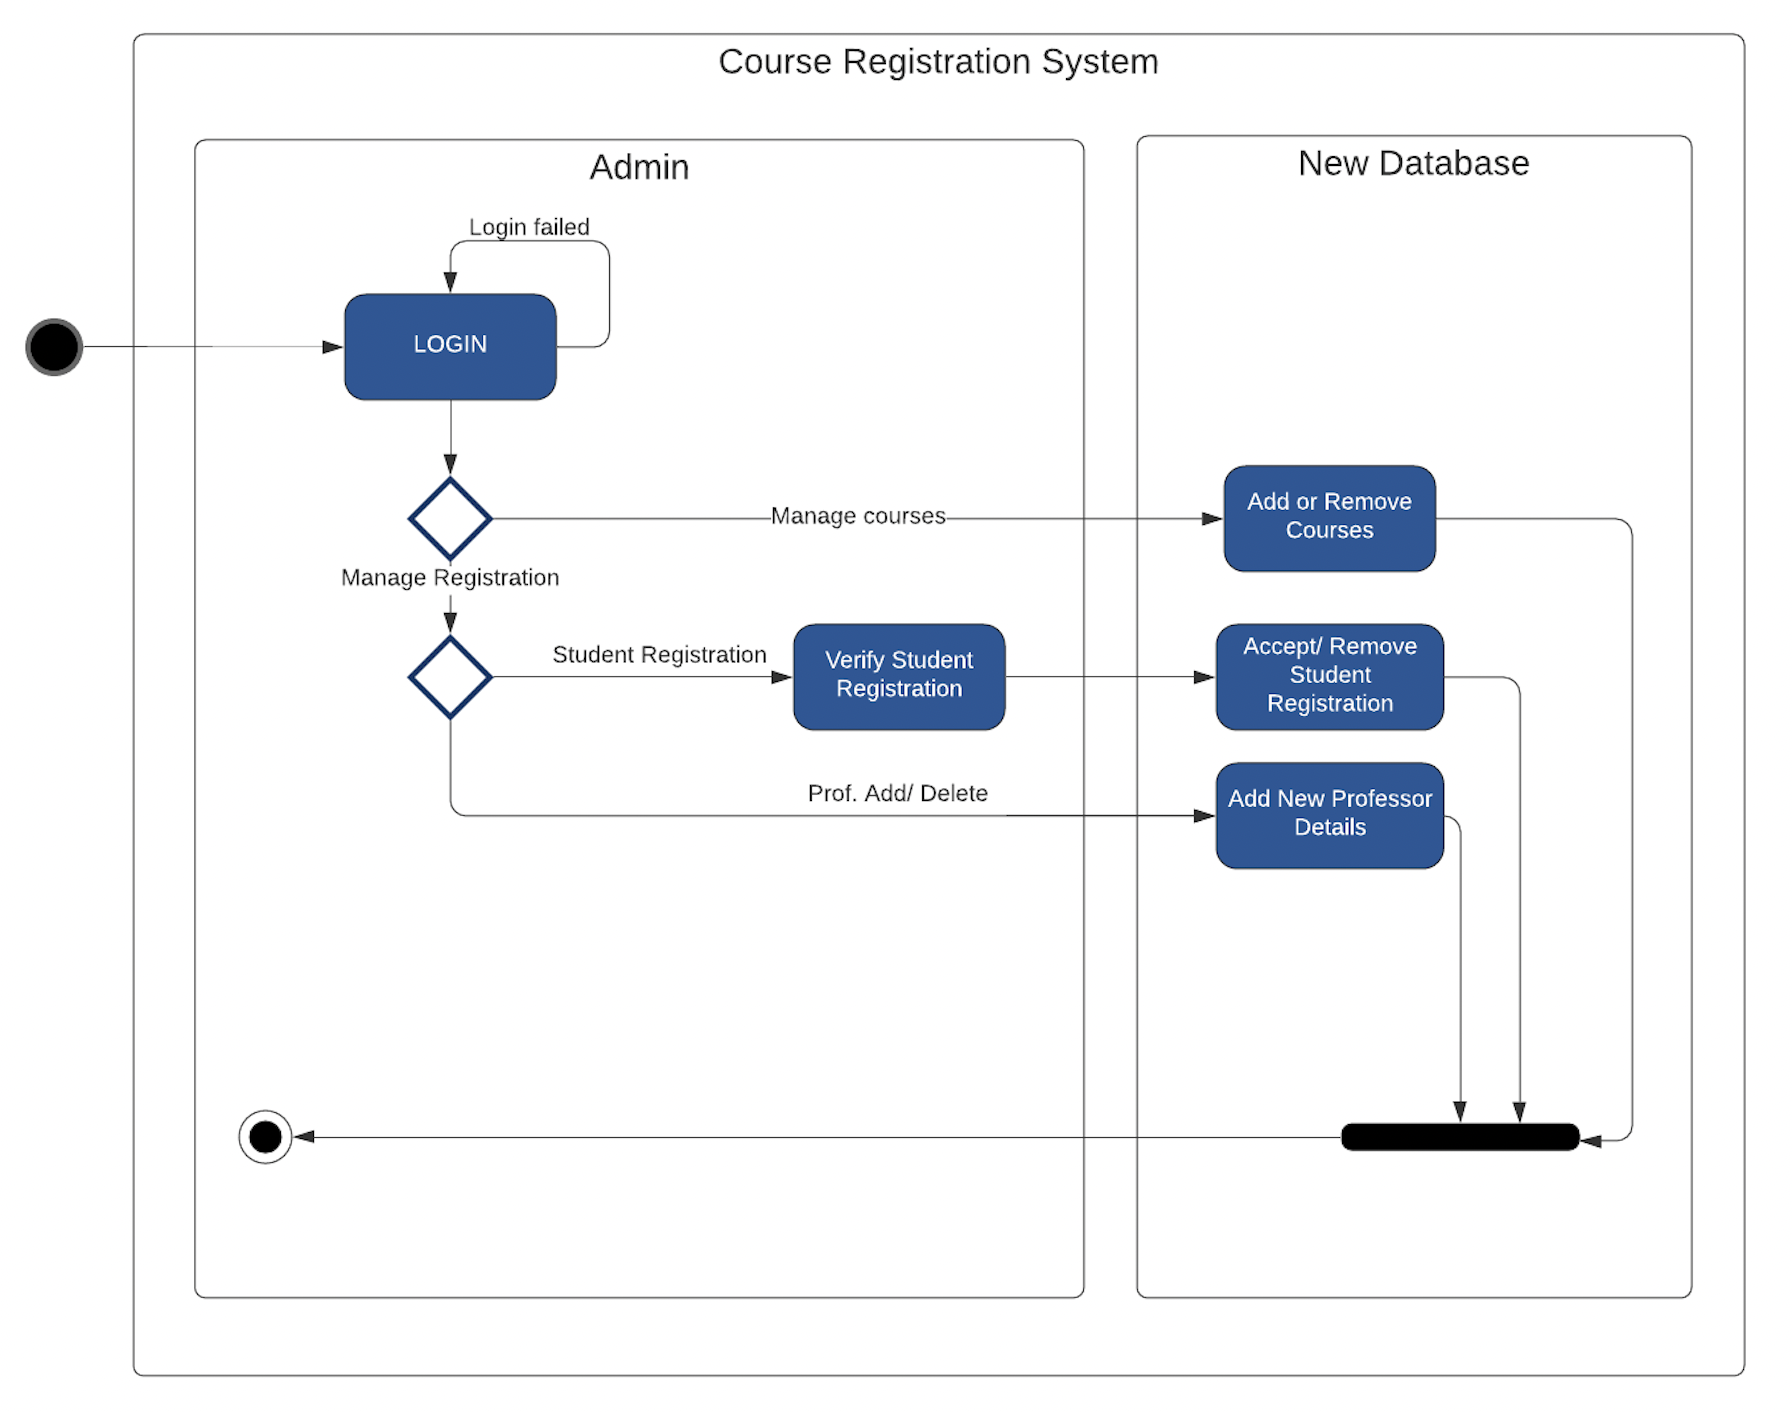 Course Registration System
Admin
New Database
Login failed
LOGIN
Manage courses
Add or Remove
Courses
Manage Registration
Student Registration
Verify Student
Registration
Accept/ Remove
Student
Registration
Prof. Add/ Delete
Add New Professor
Details